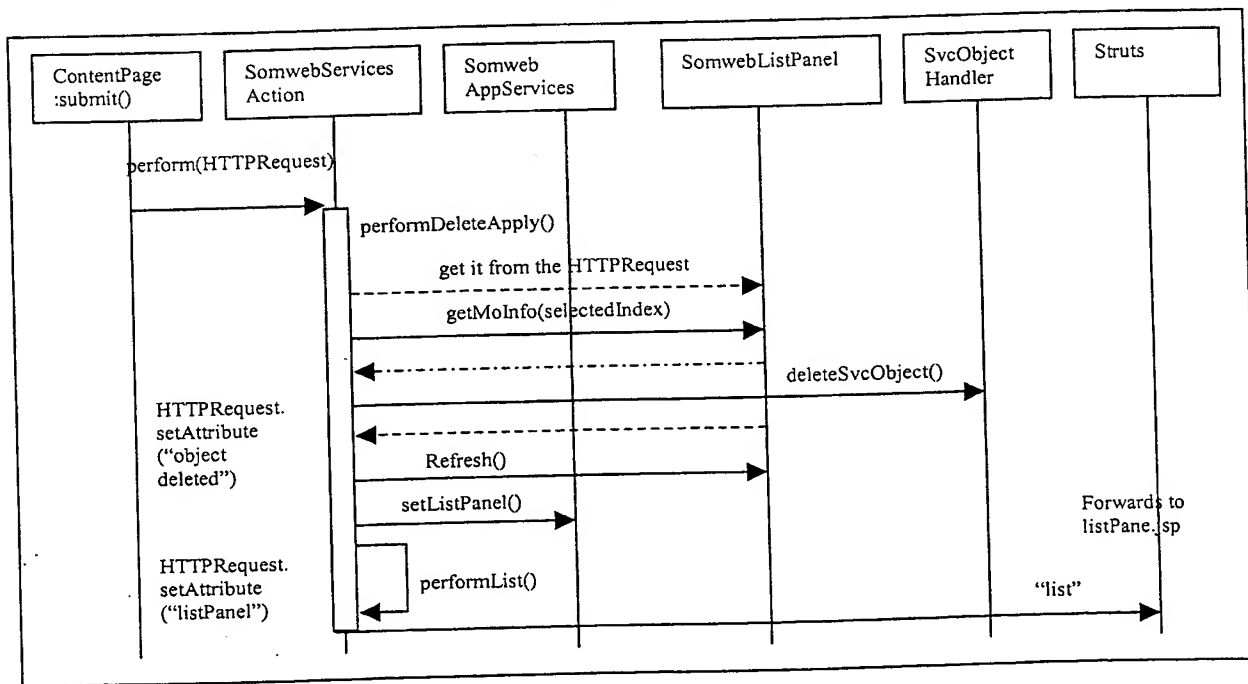 ContentPage
:submit()
SomwebServices
Action
Somweb
AppServices
SomwebListPanel
SvcObject
Handler
Struts
perform(HTTPRequest)
performDeleteApply()
get it from the HTTPRequest
getMoInfo(selectedIndex)
deleteSvcObject()
HTTPRequest.
setAttribute
(“object
deleted”)
Refresh()
setListPanel()
Forwards to
listPane.jsp
HTTPRequest.
setAttribute
(“listPanel”)
performList()
“list”